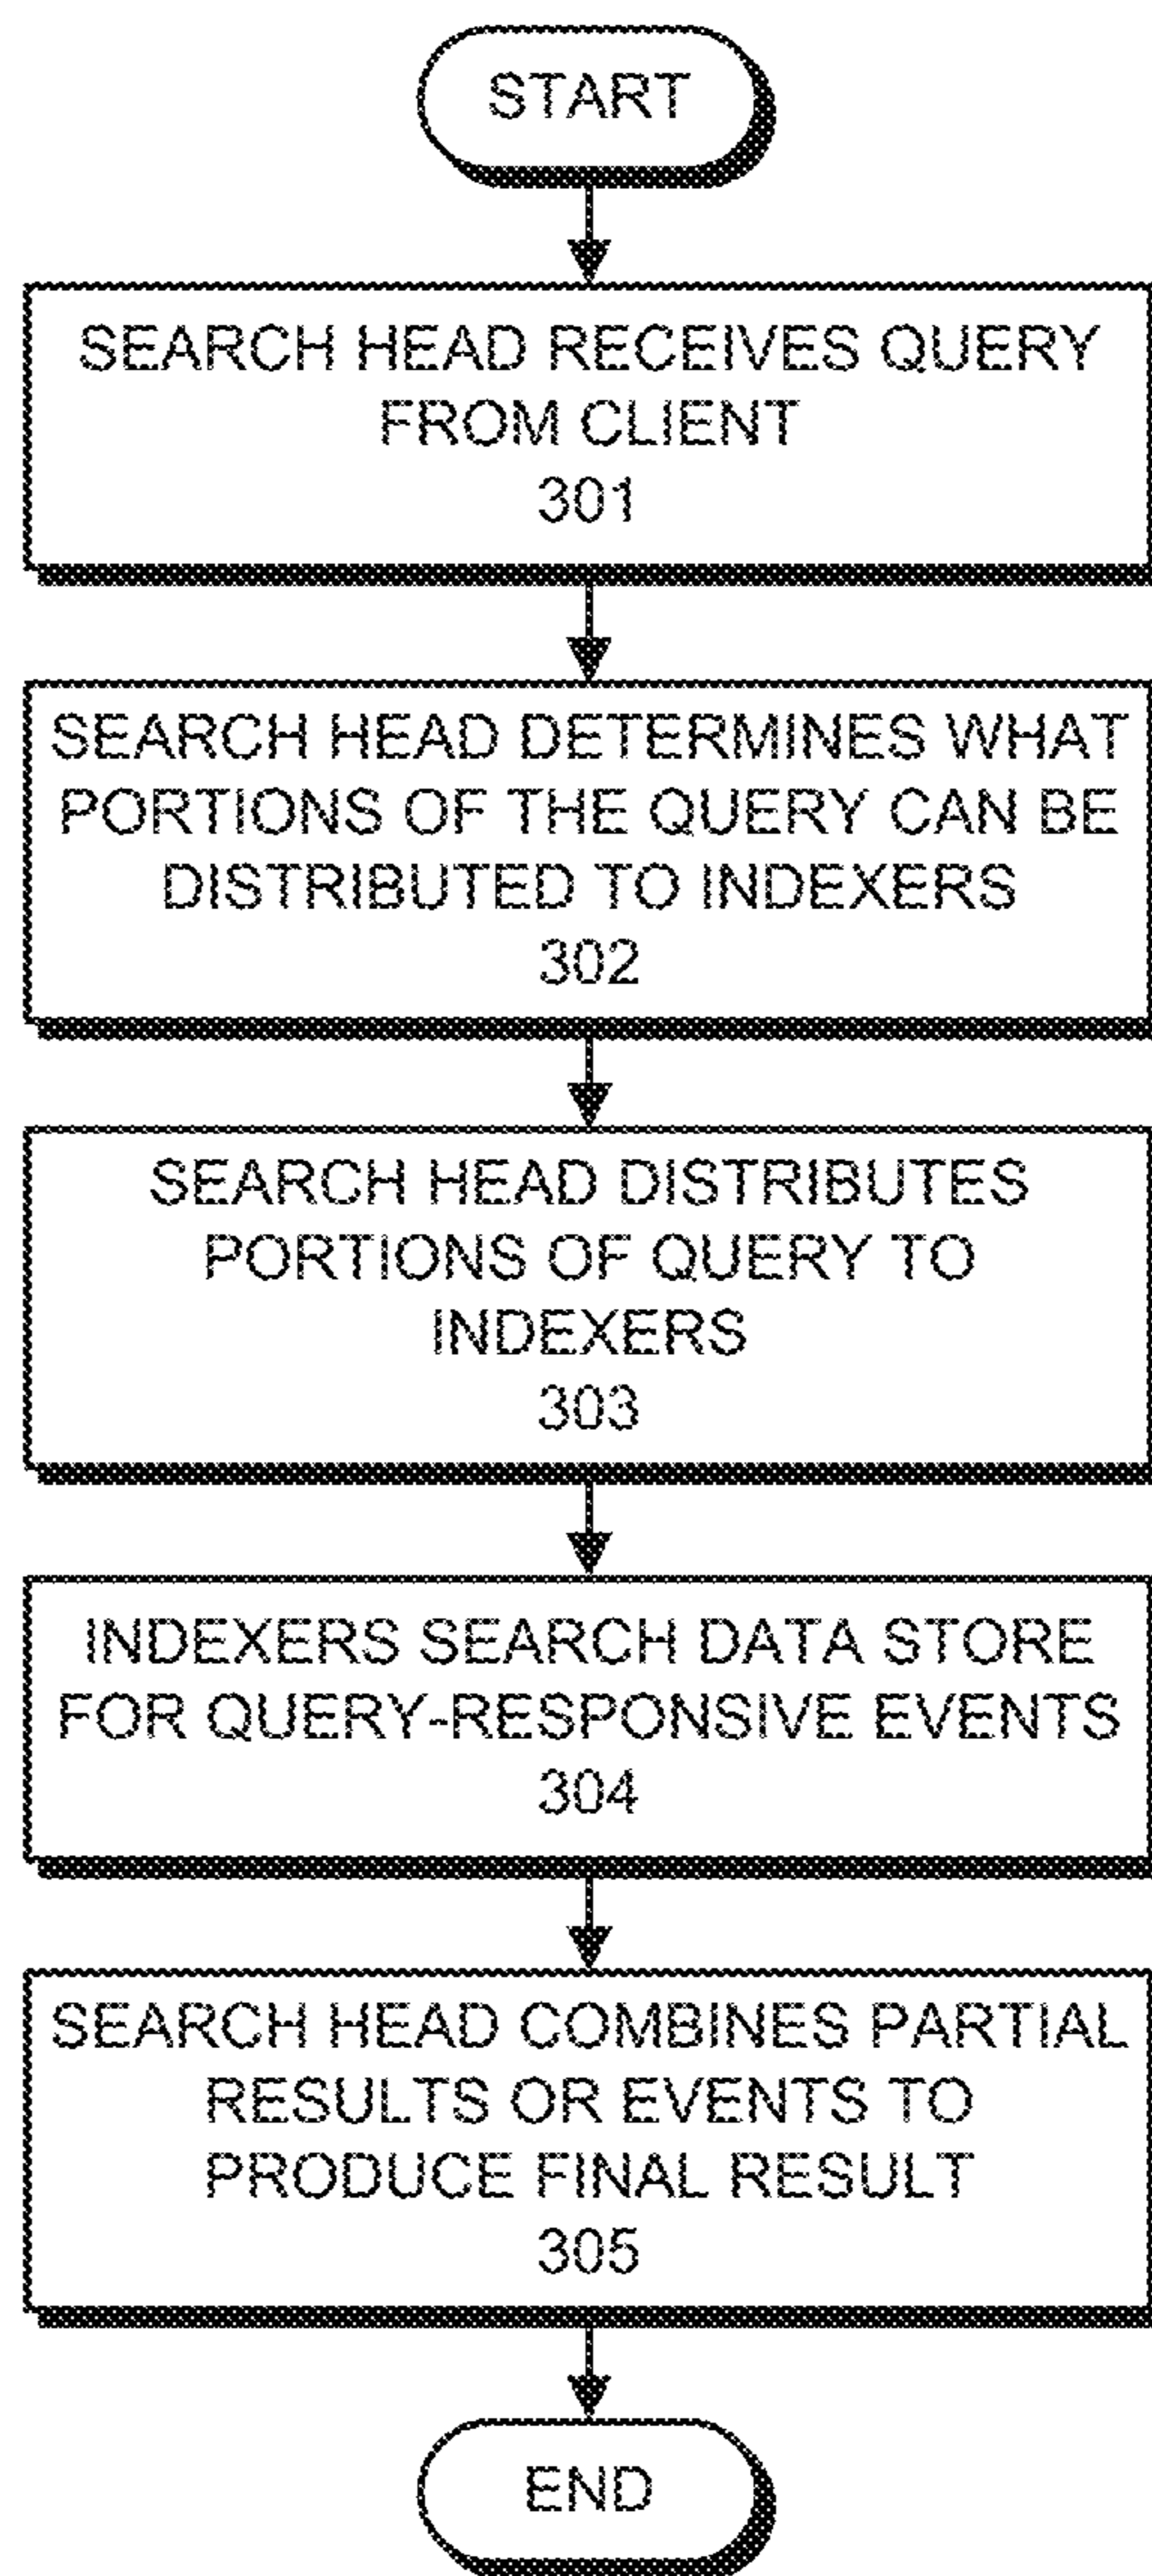 START
SEARCH HEAD RECEIVES QUERY
FROM CLIENT
301
SEARCH HEAD DETERMINES WHAT
PORTIONS OF THE QUERY CAN BE
DISTRIBUTED TO INDEXERS
302
SEARCH HEAD DISTRIBUTES
PORTIONS OF QUERY TO
INDEXERS
303
INDEXERS SEARCH DATA STORE
FOR QUERY-RESPONSIVE EVENTS
304
SEARCH HEAD COMBINES PARTIAL
RESULTS OR EVENTS TO
PRODUCE FINAL RESULT
305
END